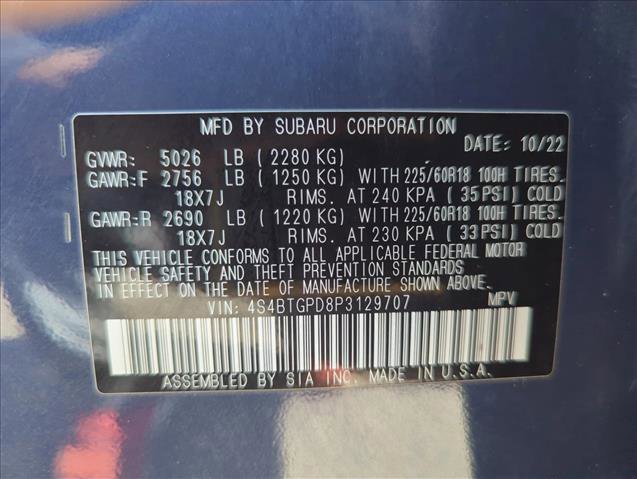 MFD BY SUBARU CORPORATION
DATE: 10/22
GVWR: 5026 LB ( 2280 KG)
GAWR:F 2756 LB ( 1250 KG) WITH 225/60R18 100H TIRES.
18X7J RIMS. AT 240 KPA ( 35PSI) COLD
GAWR:R 2690 LB ( 1220 KG) WITH 225/60R18 100H TIRES.
18X7J RIMS. AT 230 KPA ( 33PSI) COLD
THIS VEHICLE CONFORMS TO ALL APPLICABLE FEDERAL MOTOR
VEHICLE SAFETY AND THEFT PREVENTION STANDARDS
IN EFFECT ON THE DATE OF MANUFACTURE SHOWN ABOVE.
VIN: 4S4BTGPD8P3129707 MPV
ASSEMBLED BY SIA INC. MADE IN U.S.A.